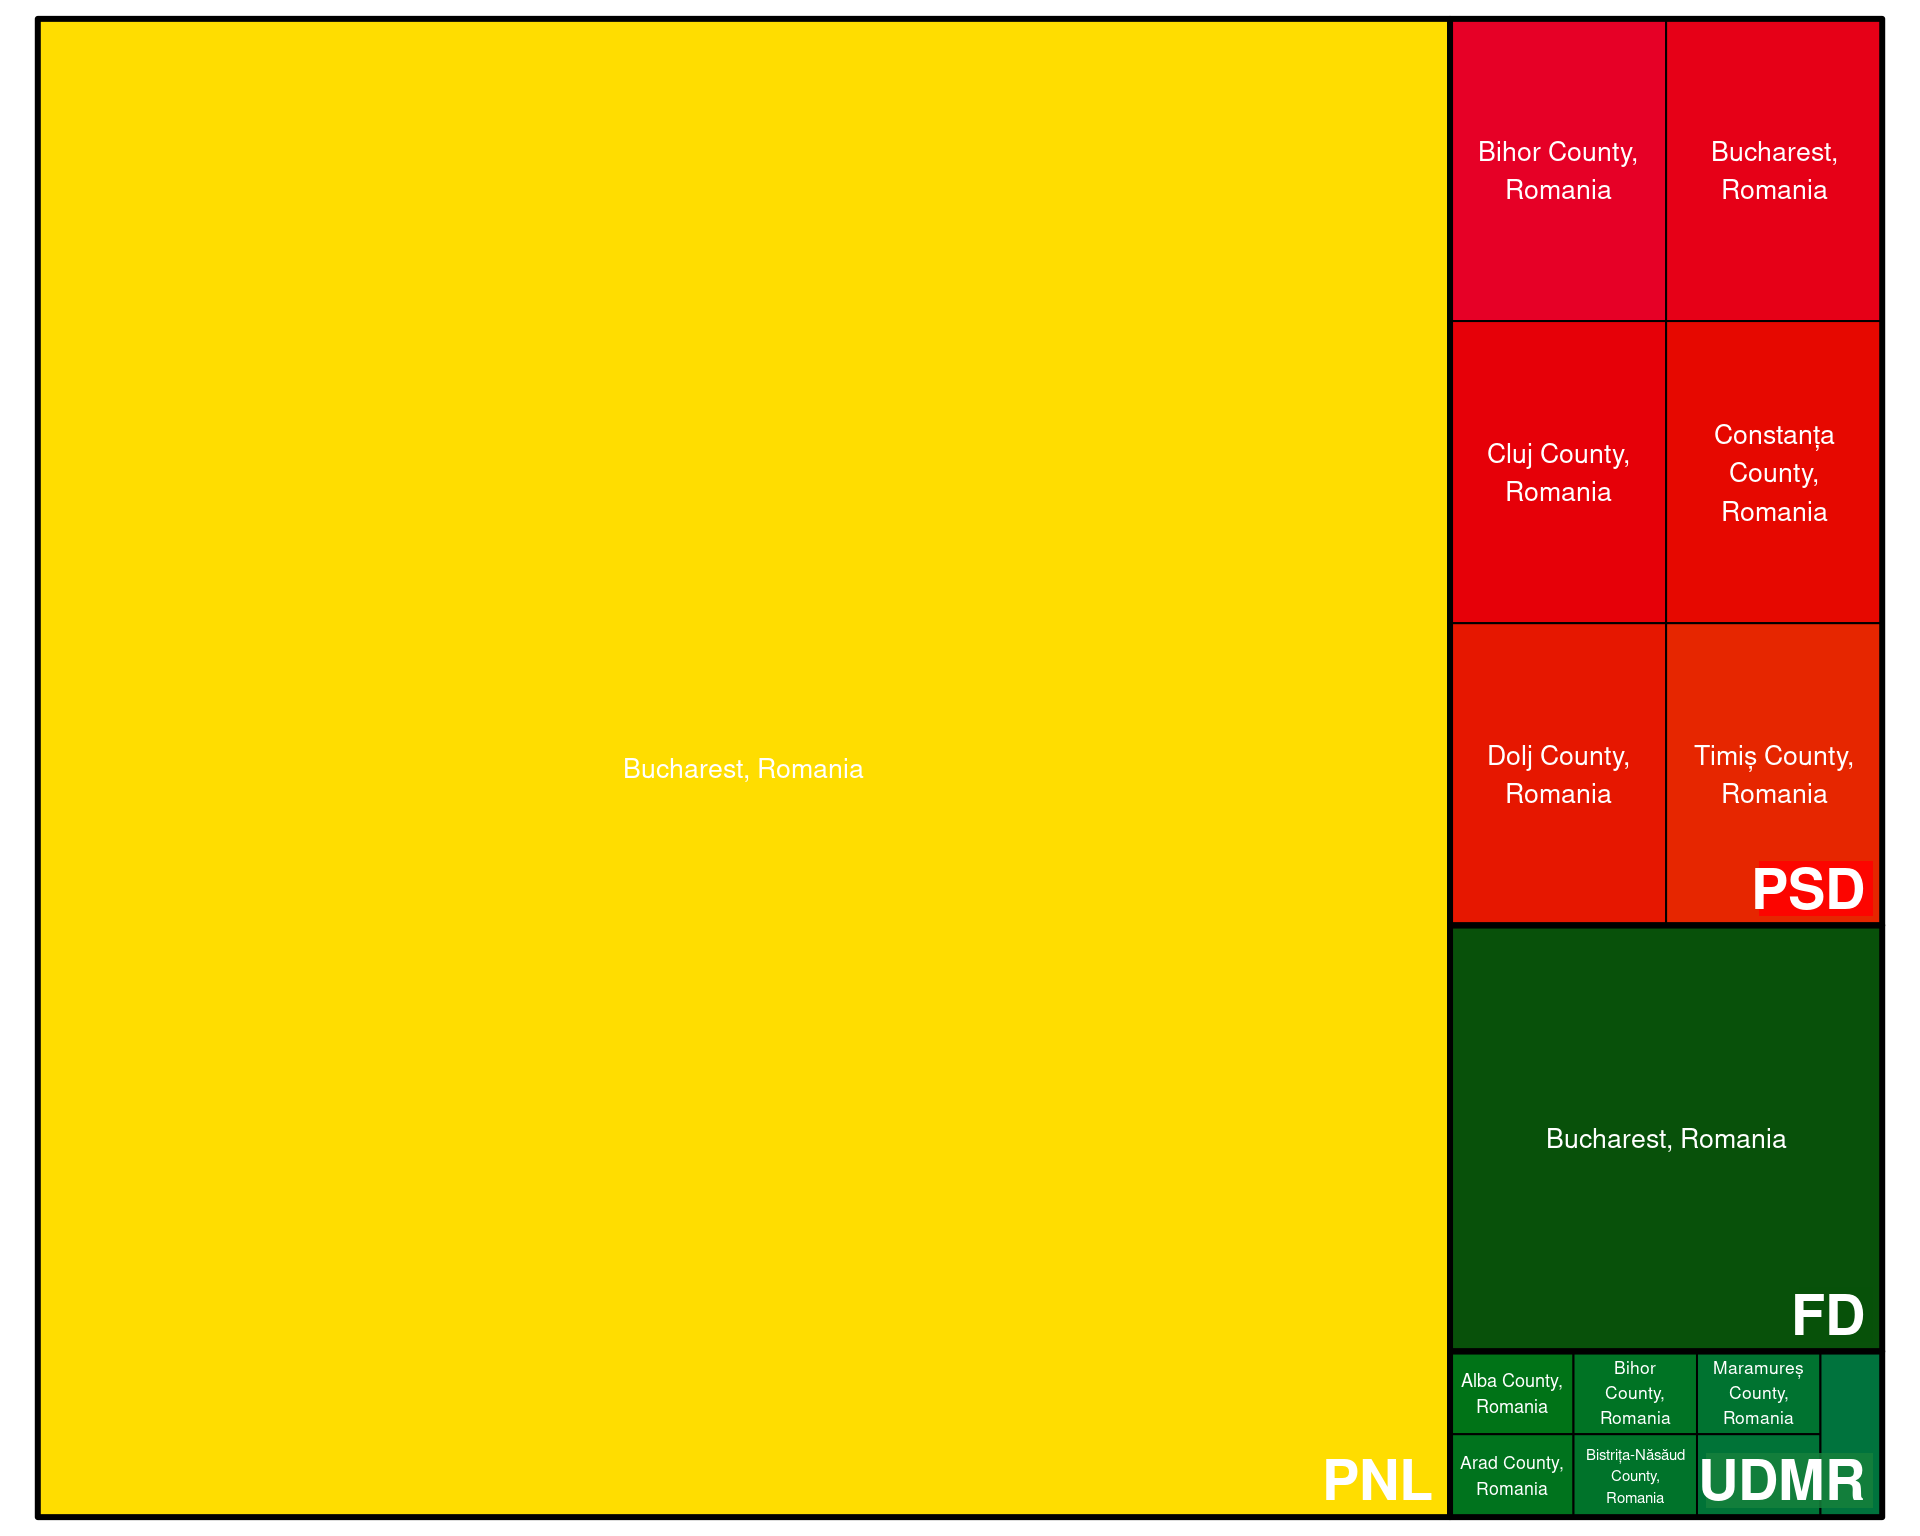 Bucharest, Romania
PNL
Bihor County,
Romania
Bucharest,
Romania
Cluj County,
Romania
Constanța
County,
Romania
Dolj County,
Romania
Timiș County,
Romania
PSD
Bucharest, Romania
FD
Alba County,
Romania
Bihor
County,
Romania
Maramureș
County,
Romania
Arad County,
Romania
Bistrița-Năsăud
County,
Romania
UDMR